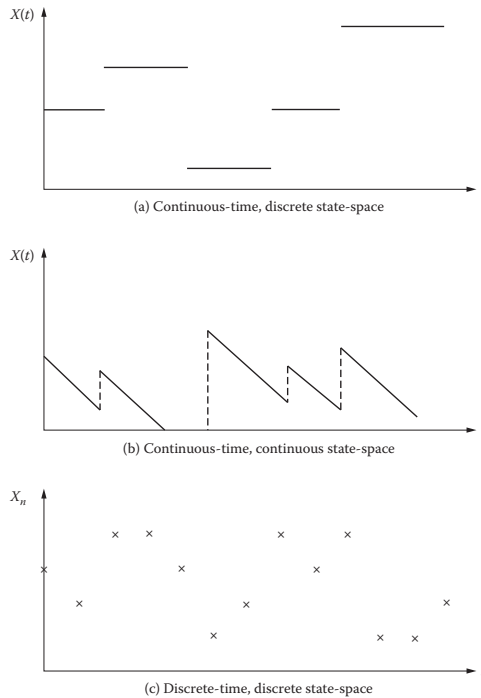 X(t)
(a) Continuous-time, discrete state-space
X(t)
(b) Continuous-time, continuous state-space
Xₙ
(c) Discrete-time, discrete state-space